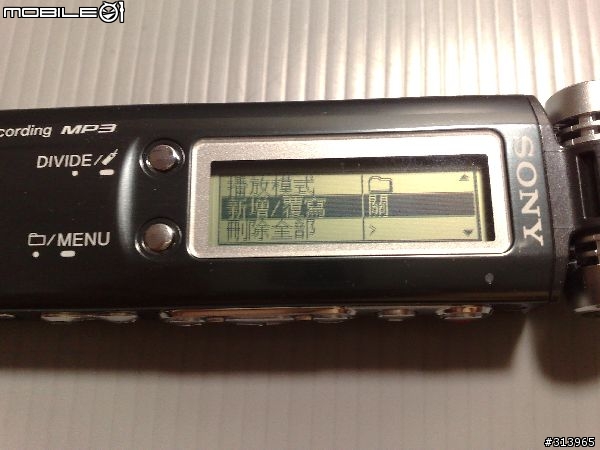 mobile01
cording MP3
DIVIDE/
/MENU
播放模式
新增/覆寫 關
刪除全部 >
SONY
#313965